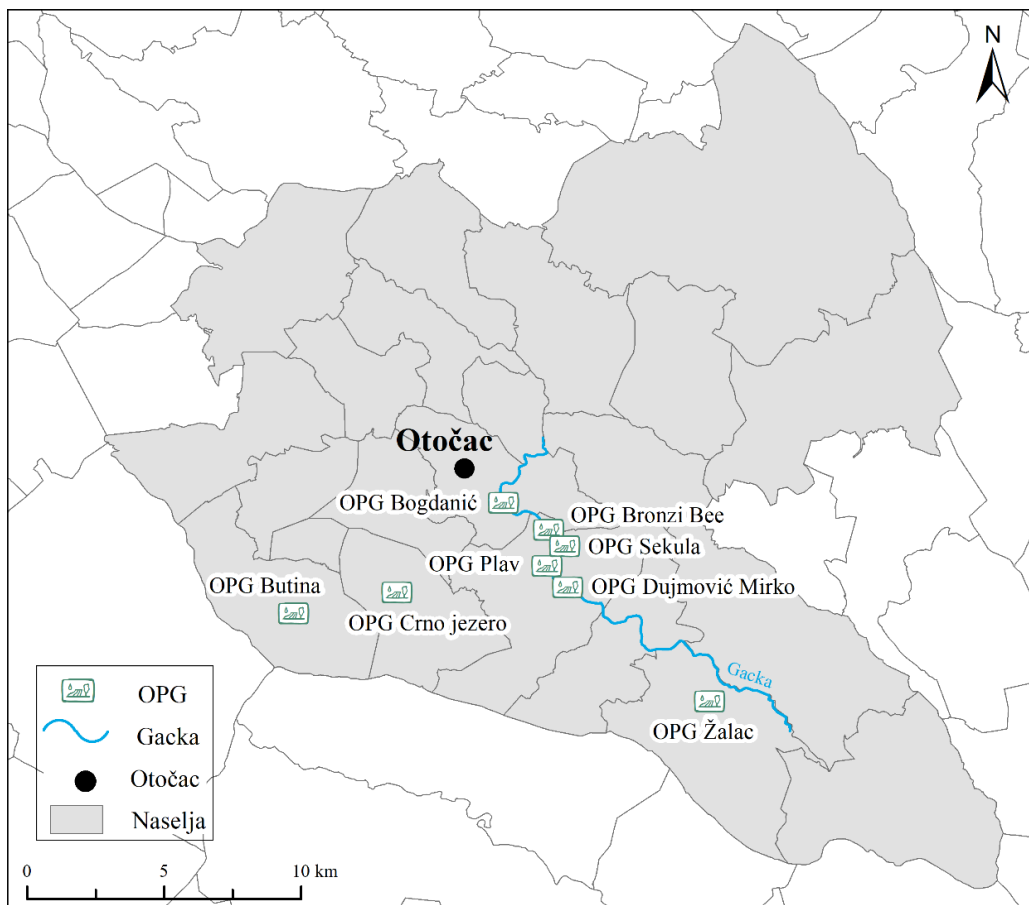 N
Otočac
OPG Bogdanić
OPG Bronzi Bee
OPG Sekula
OPG Plav
OPG Dujmović Mirko
OPG Butina
OPG Crno jezero
Gacka
OPG Žalac
OPG
Gacka
Otočac
Naselja
0 10 km